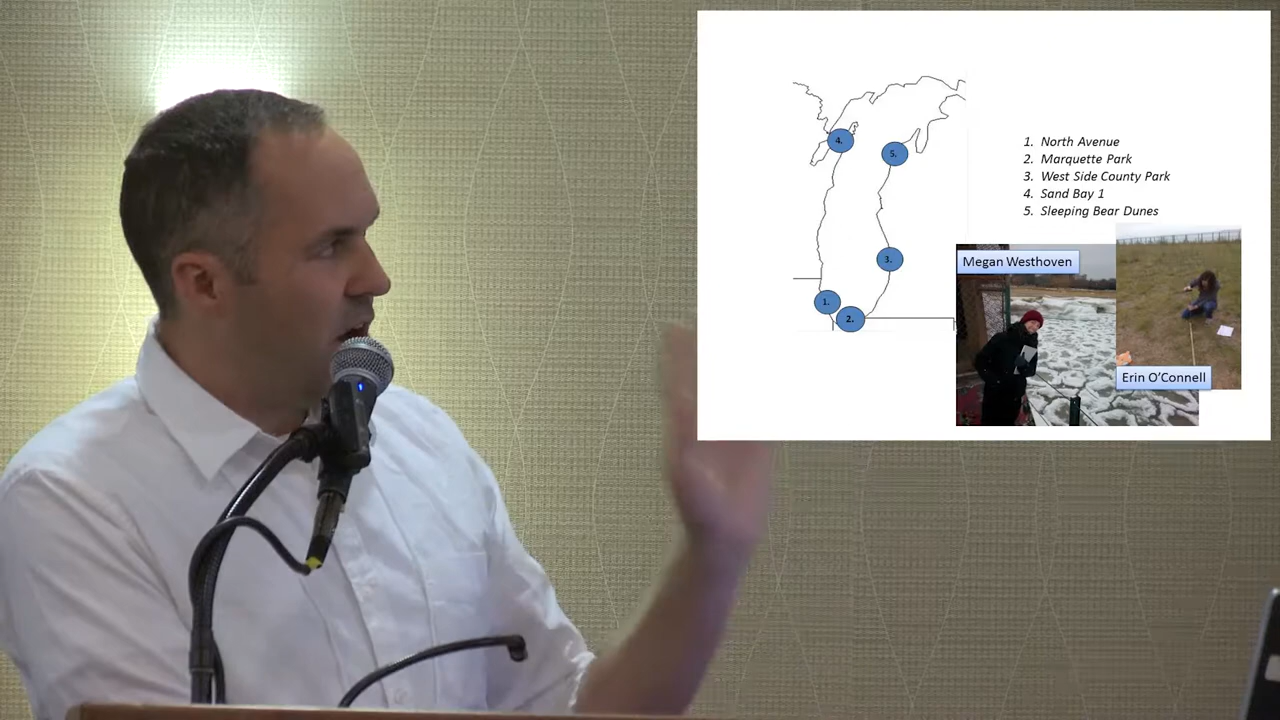 4.
5.
3.
1.
2.
1. North Avenue
2. Marquette Park
3. West Side County Park
4. Sand Bay 1
5. Sleeping Bear Dunes
Megan Westhoven
Erin O'Connell